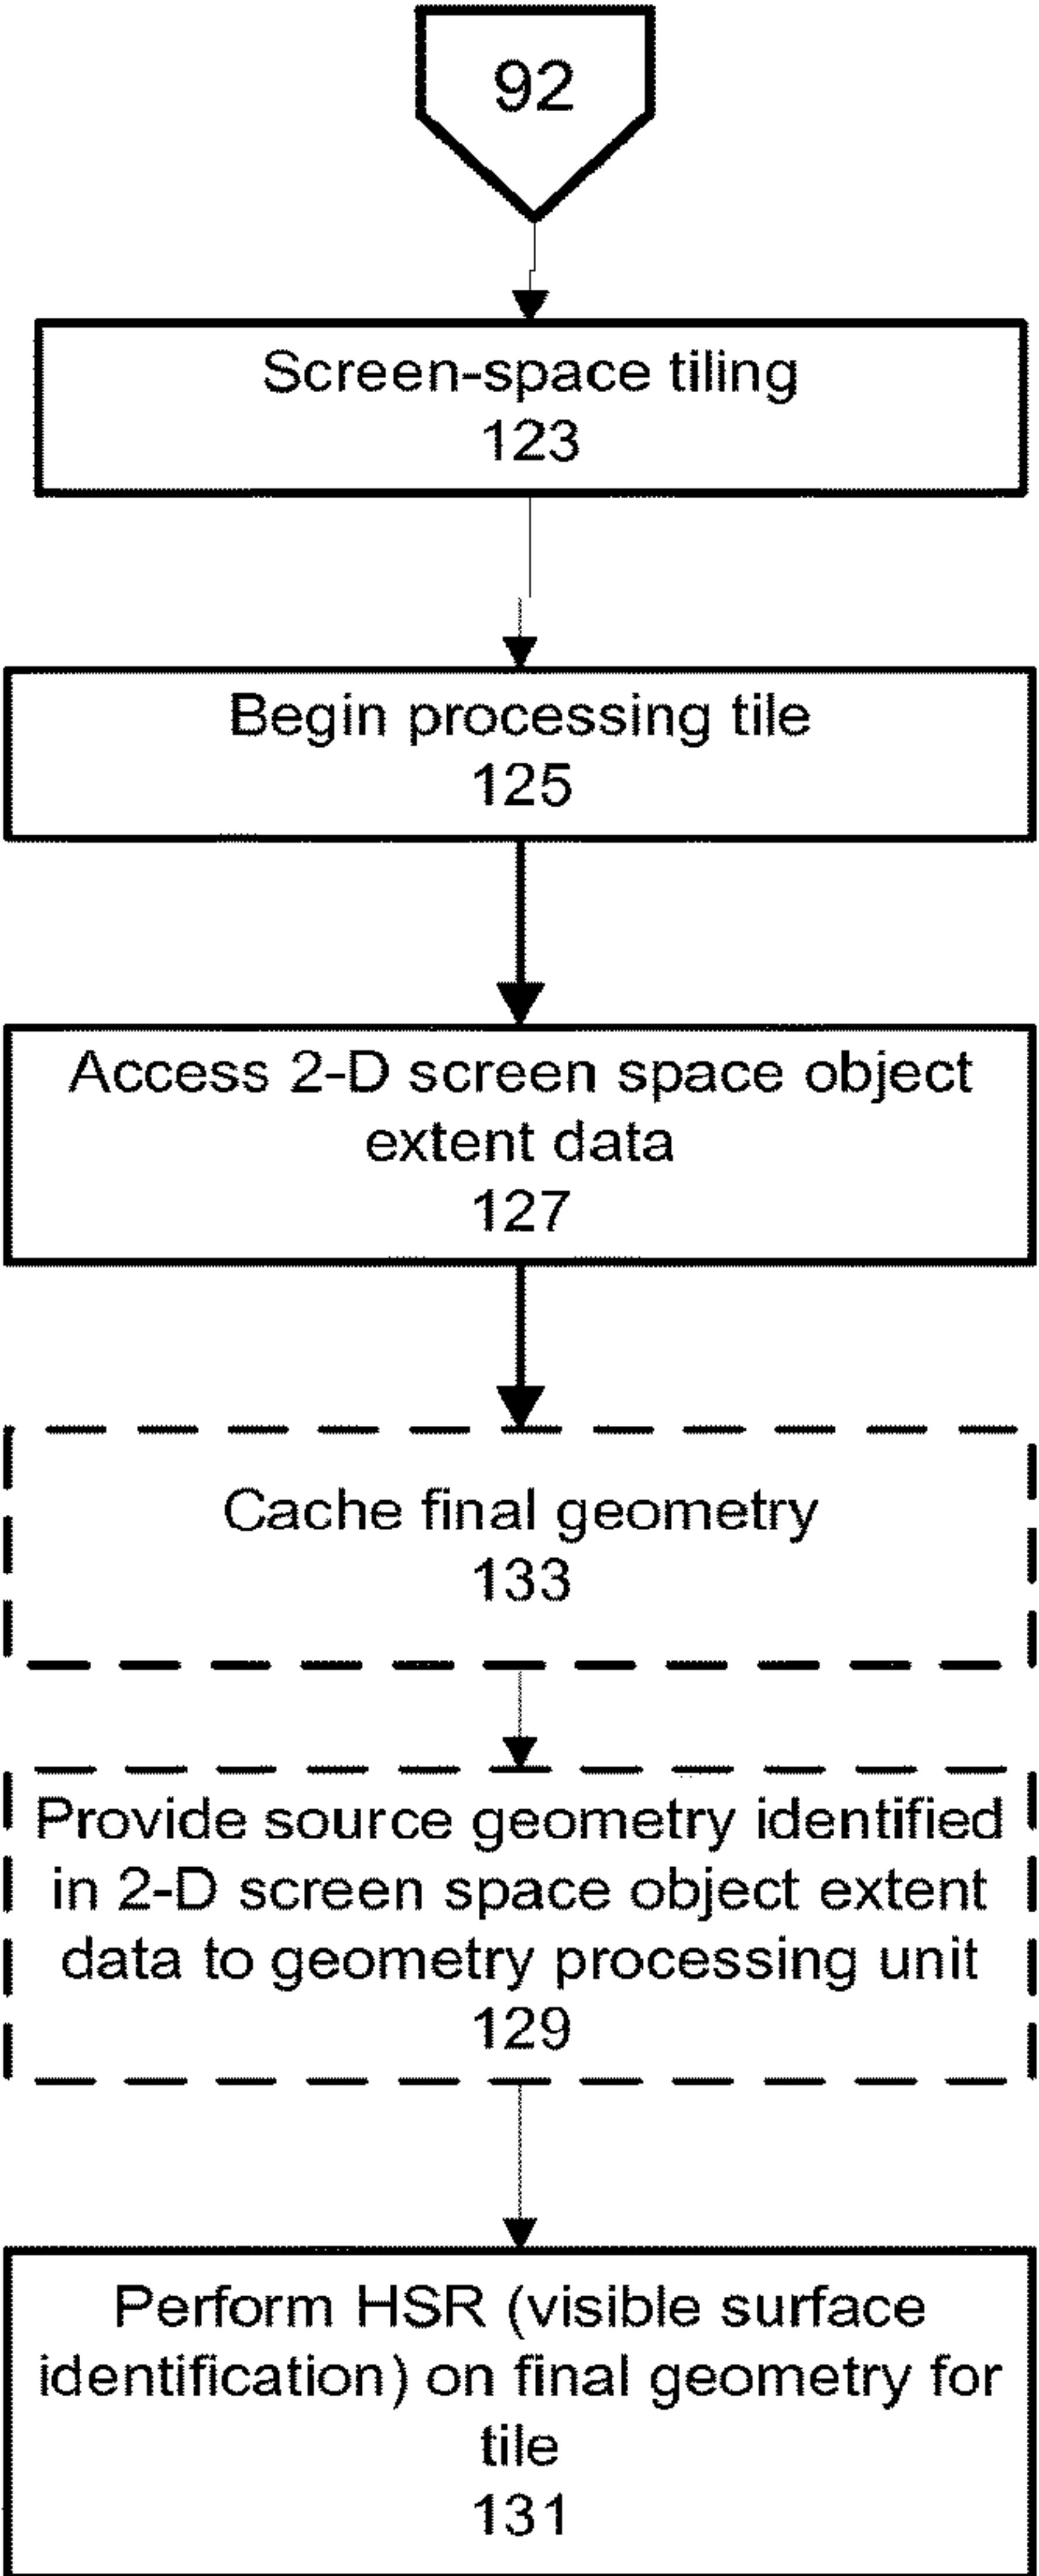 92
Screen-space tiling
123
Begin processing tile
125
Access 2-D screen space object
extent data
127
Cache final geometry
133
Provide source geometry identified
in 2-D screen space object extent
data to geometry processing unit
129
Perform HSR (visible surface
identification) on final geometry for
tile
131